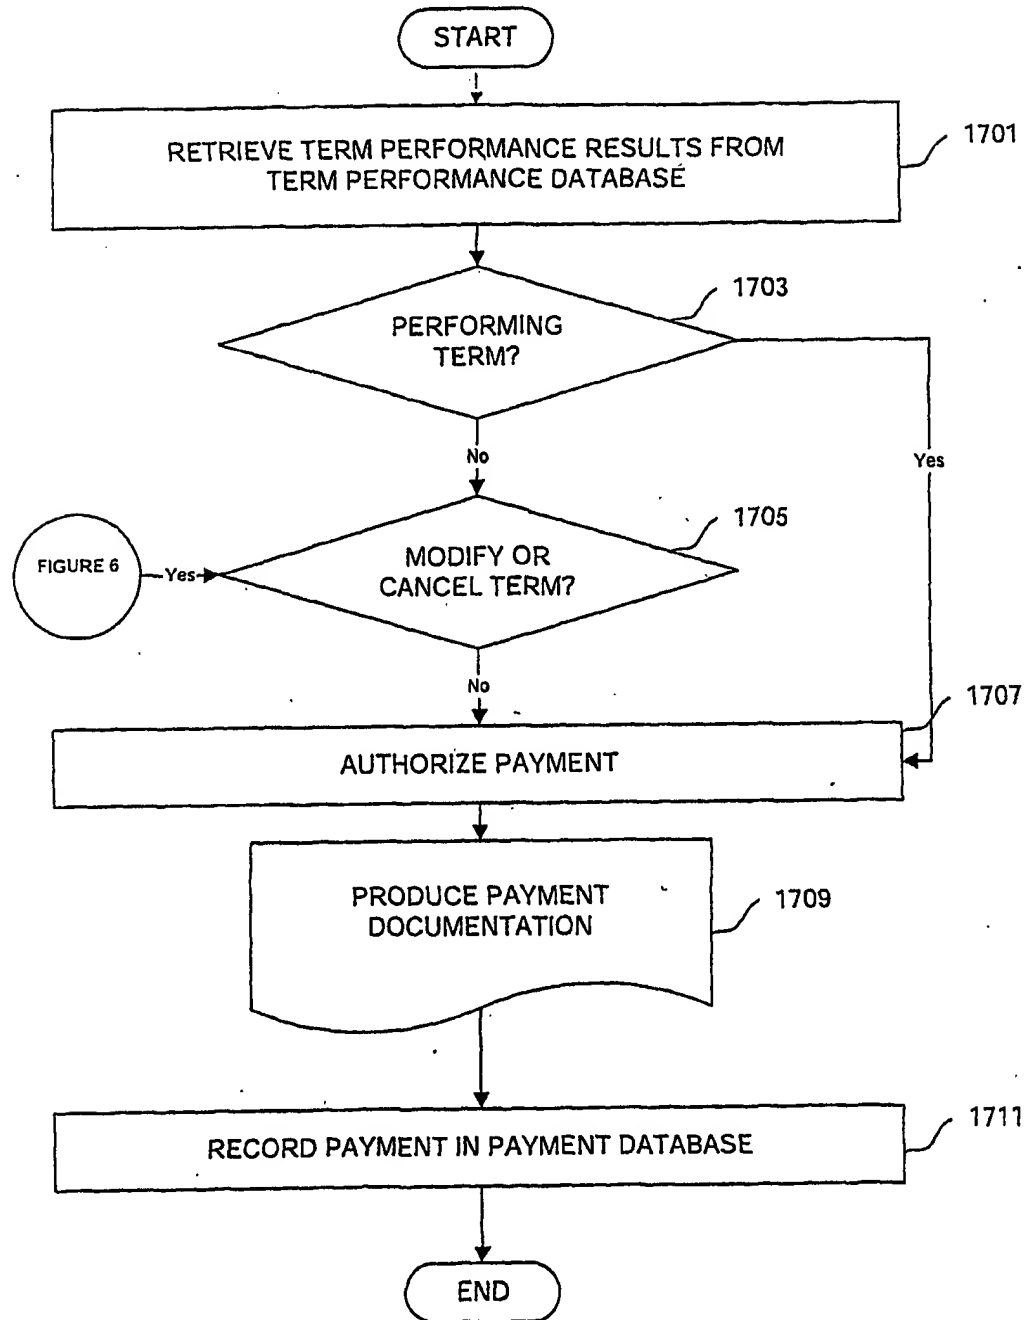 START
RETRIEVE TERM PERFORMANCE RESULTS FROM
TERM PERFORMANCE DATABASE
1701
1703
PERFORMING
TERM?
No
Yes
1705
MODIFY OR
CANCEL TERM?
FIGURE 6
Yes
No
1707
AUTHORIZE PAYMENT
PRODUCE PAYMENT
DOCUMENTATION
1709
RECORD PAYMENT IN PAYMENT DATABASE
1711
END